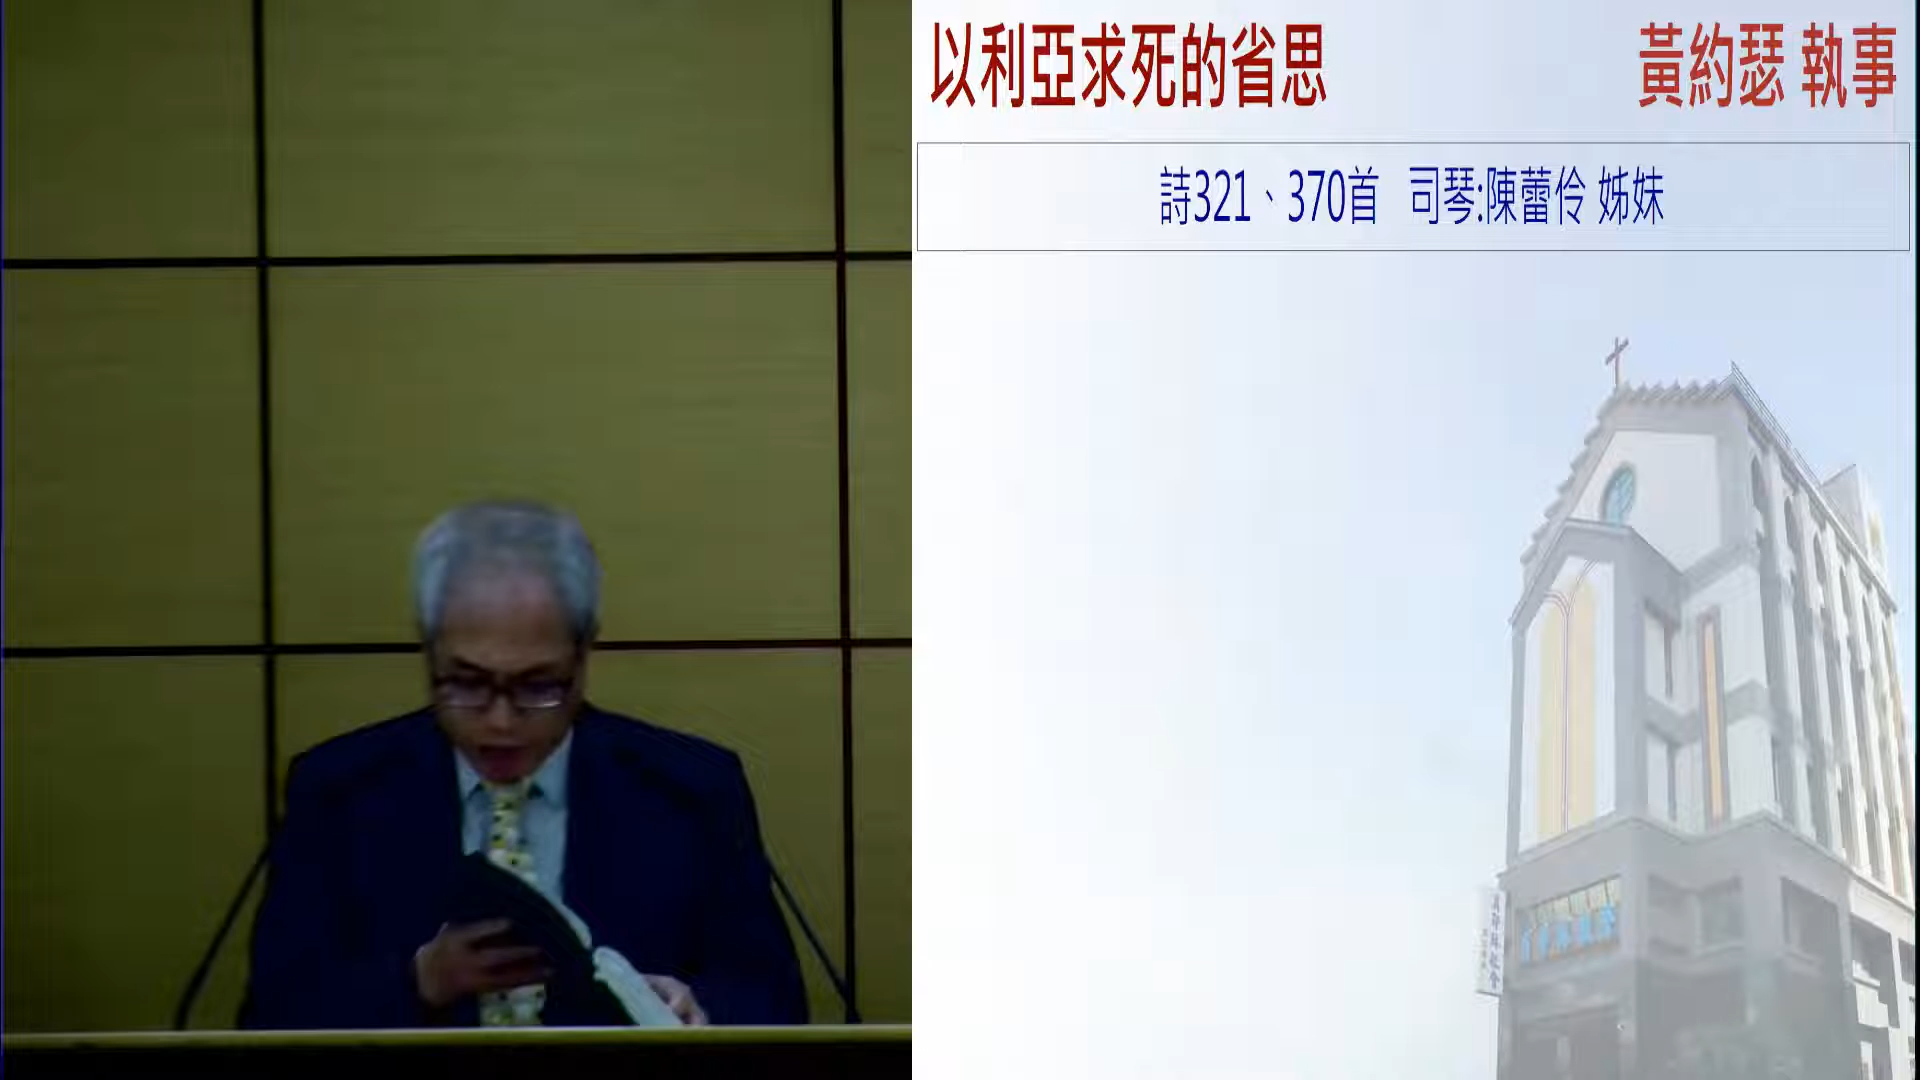 以利亞求死的省思
黃約瑟 執事
詩321、370首 司琴:陳蕾伶 姊妹